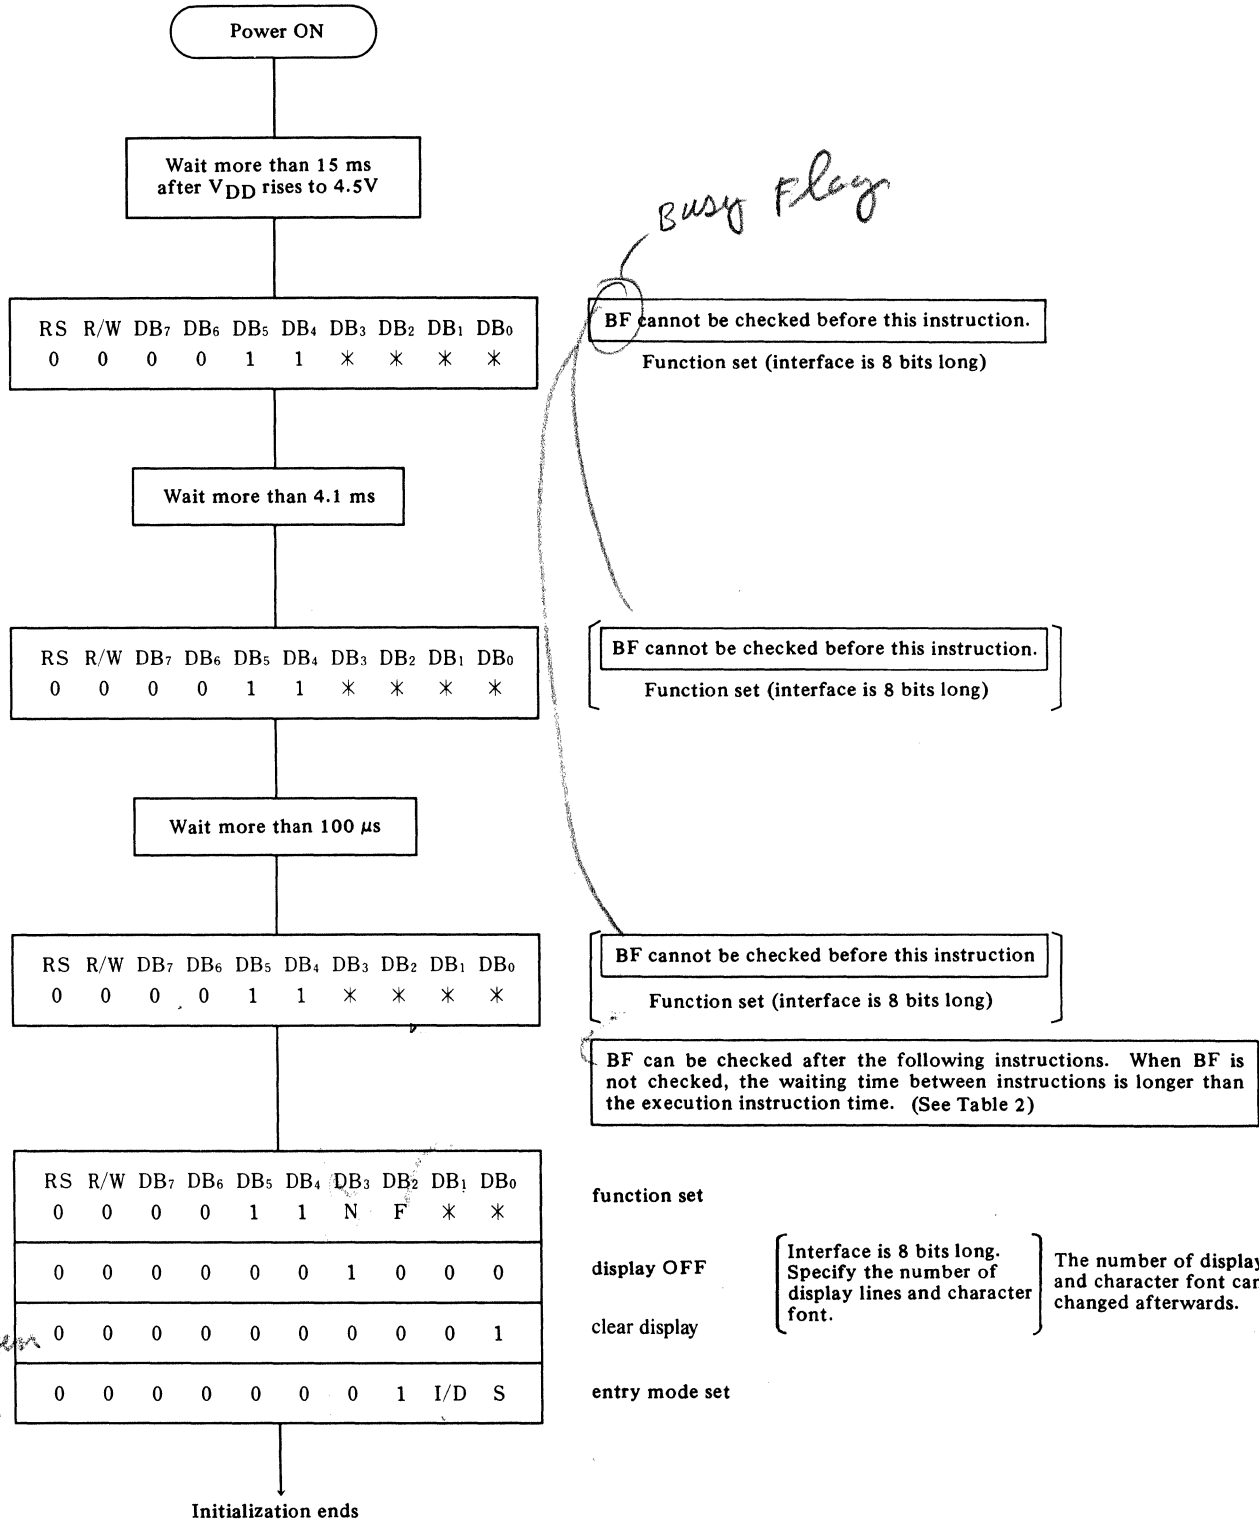 Power ON
Wait more than 15 ms
after VDD rises to 4.5V
Busy Flag
RS R/W DB7 DB6 DB5 DB4 DB3 DB2 DB1 DB0
0 0 0 0 1 1 * * * *
BF cannot be checked before this instruction.
Function set (interface is 8 bits long)
Wait more than 4.1 ms
RS R/W DB7 DB6 DB5 DB4 DB3 DB2 DB1 DB0
0 0 0 0 1 1 * * * *
BF cannot be checked before this instruction.
Function set (interface is 8 bits long)
Wait more than 100 μs
RS R/W DB7 DB6 DB5 DB4 DB3 DB2 DB1 DB0
0 0 0 0 1 1 * * * *
BF cannot be checked before this instruction
Function set (interface is 8 bits long)
BF can be checked after the following instructions. When BF is
not checked, the waiting time between instructions is longer than
the execution instruction time. (See Table 2)
RS R/W DB7 DB6 DB5 DB4 DB3 DB2 DB1 DB0
0 0 0 0 1 1 N F * *
function set
0 0 0 0 0 0 1 0 0 0
display OFF
Interface is 8 bits long.
Specify the number of
display lines and character
font.
The number of display
and character font can
changed afterwards.
0 0 0 0 0 0 0 0 0 1
clear display
0 0 0 0 0 0 0 1 I/D S
entry mode set
Initialization ends